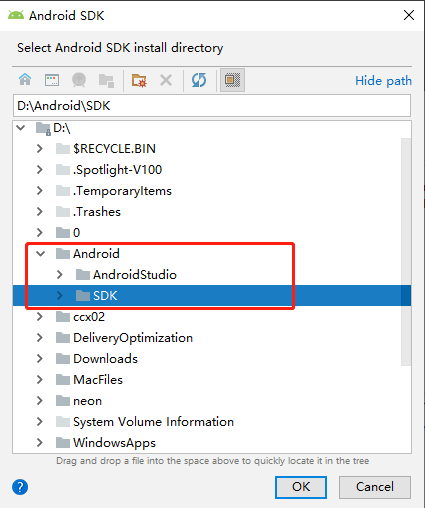 Android SDK
Select Android SDK install directory
Hide path
D:\Android\SDK
D:\
$RECYCLE.BIN
.Spotlight-V100
.TemporaryItems
.Trashes
0
Android
AndroidStudio
SDK
ccx02
DeliveryOptimization
Downloads
MacFiles
neon
System Volume Information
WindowsApps
Drag and drop a file into the space above to quickly locate it in the tree
? OK Cancel